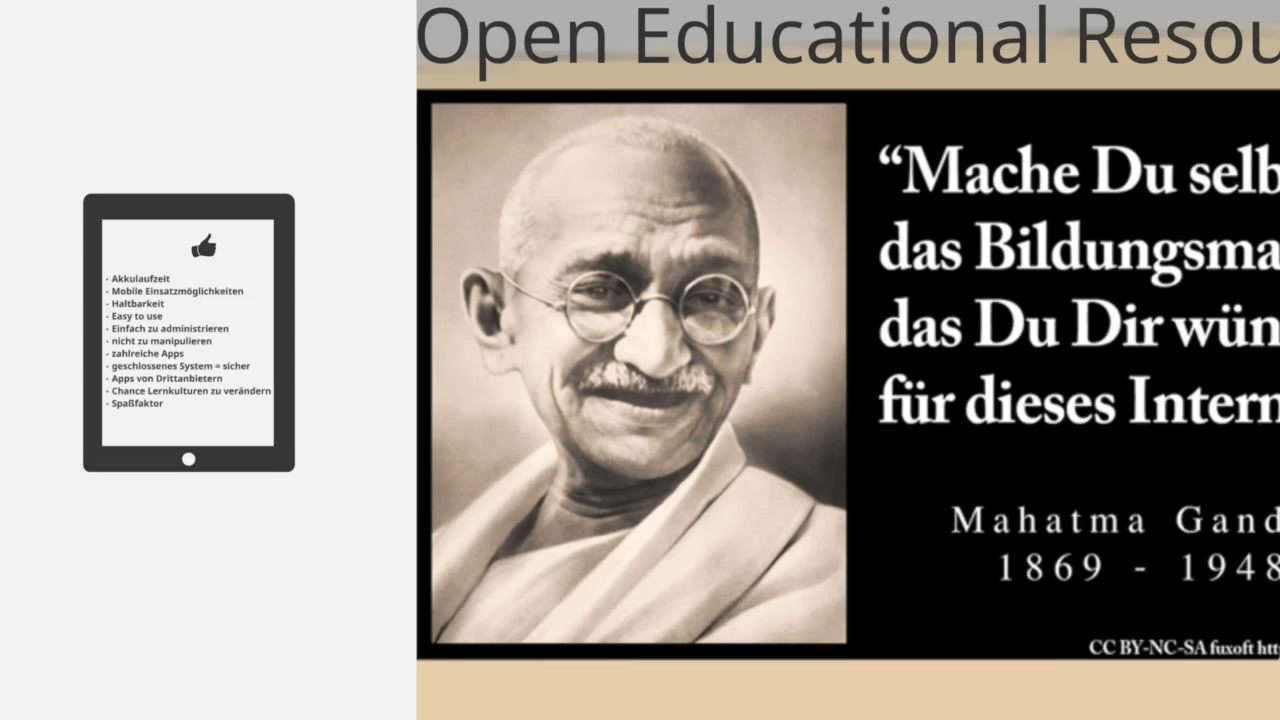 · Akkulaufzeit
· Mobile Einsatzmöglichkeiten
· Haltbarkeit
· Easy to use
· Einfach zu administrieren
· nicht zu manipulieren
· zahlreiche Apps
· geschlossenes System = sicher
· Apps von Drittanbietern
· Chance Lernkulturen zu verändern
· Spaßfaktor
Open Educational Resou
“Mache Du selb
das Bildungsma
das Du Dir wün
für dieses Intern
Mahatma Gand
1869 - 1948
CC BY-NC-SA fuxoft htt